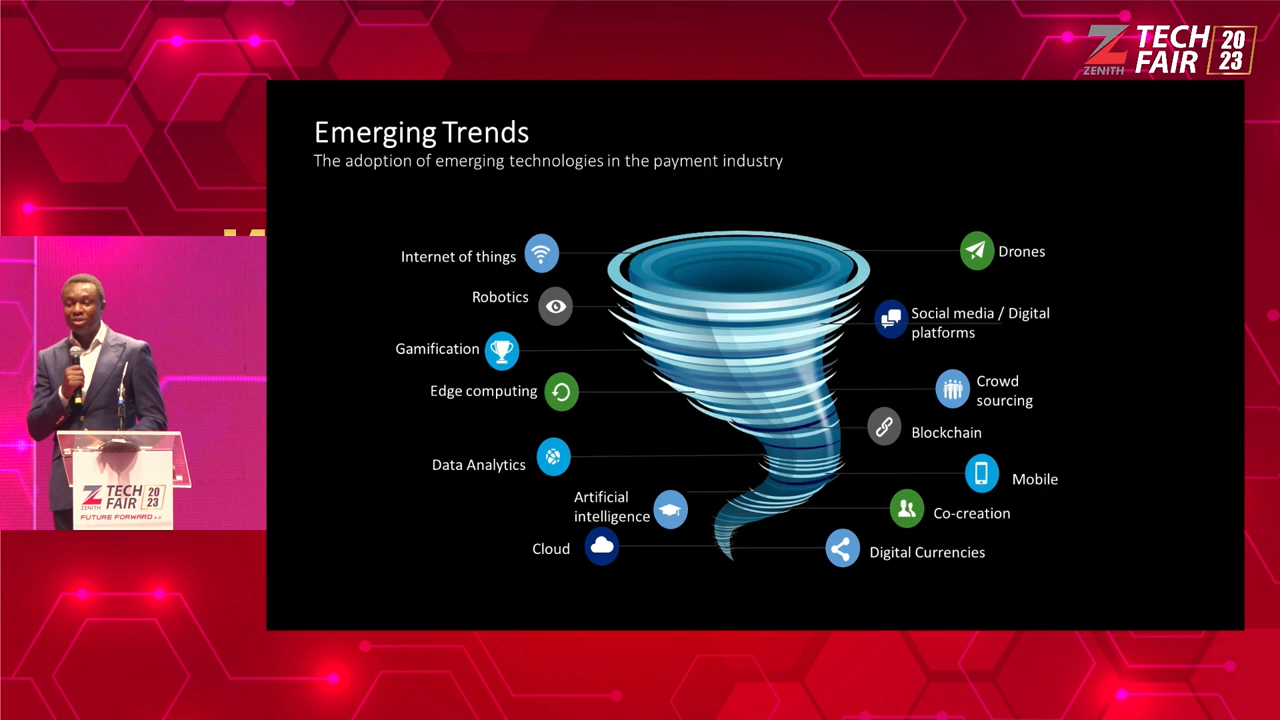 ZENITH
TECH
FAIR
20
23
Emerging Trends
The adoption of emerging technologies in the payment industry
Internet of things
Robotics
Gamification
Edge computing
Data Analytics
Artificial
intelligence
Cloud
Drones
Social media / Digital
platforms
Crowd
sourcing
Blockchain
Mobile
Co-creation
Digital Currencies
ZENITH
TECH
FAIR
20
23
FUTURE FORWARD